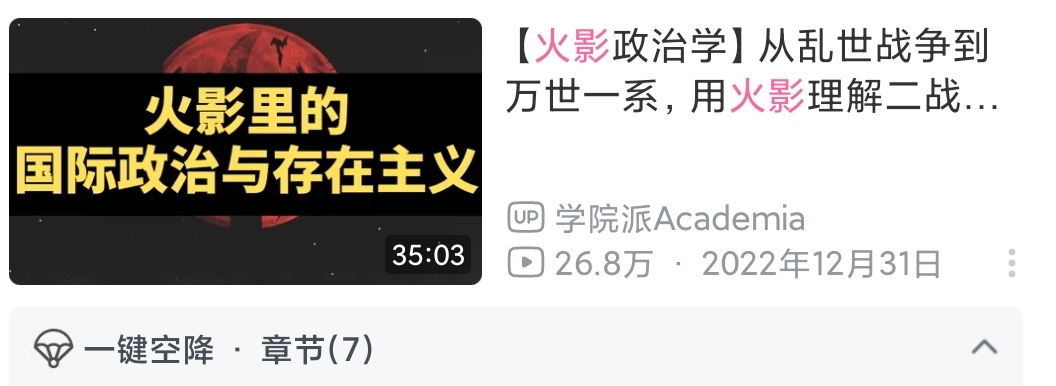 火影里的
国际政治与存在主义
35:03
【火影政治学】从乱世战争到
万世一系，用火影理解二战...
UP 学院派Academia
26.8万 · 2022年12月31日
一键空降 · 章节(7)